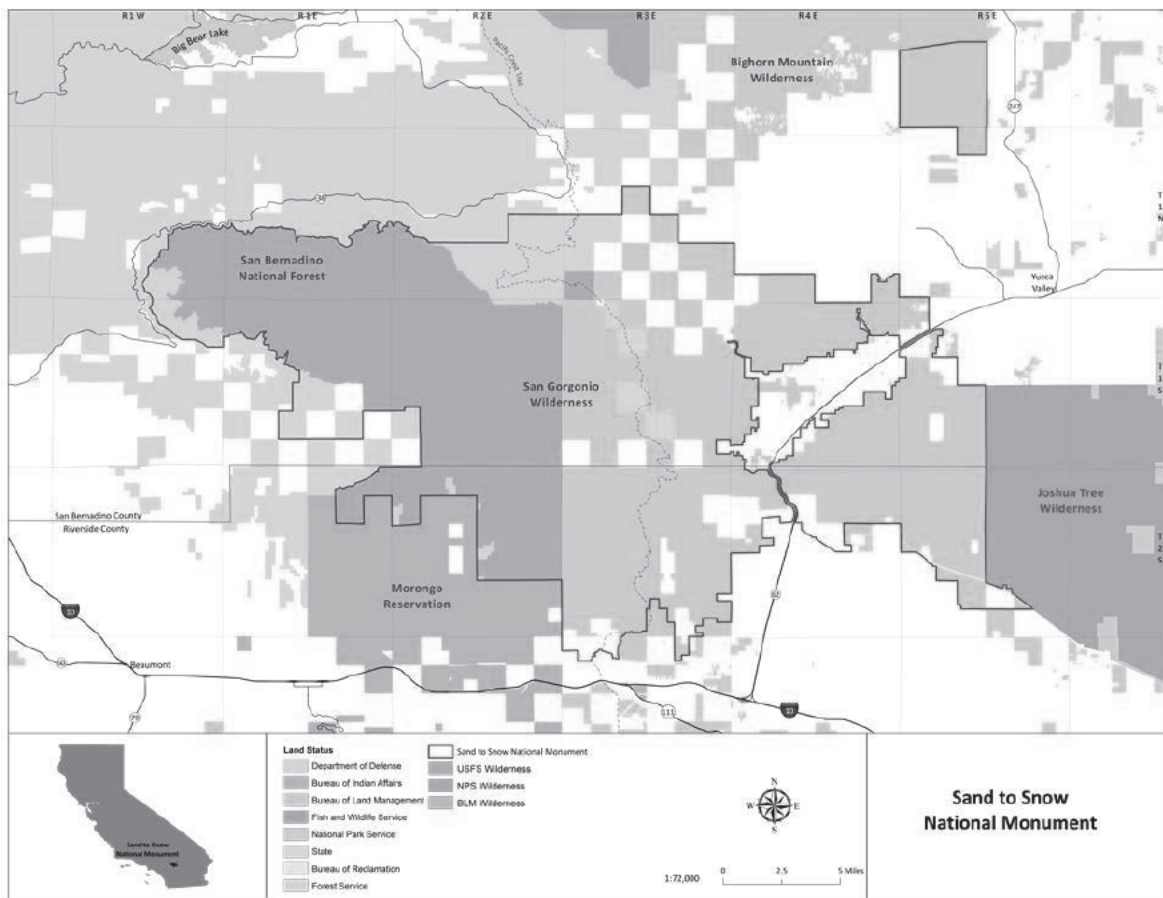 R1W
R1E
R2E
R3E
R4E
R5E
Big Bear Lake
Pacific Crest Trail
Bighorn Mountain
Wilderness
247
38
T
1
N
San Bernadino
National Forest
Yucca
Valley
San Gorgonio
Wilderness
T
1
S
Joshua Tree
Wilderness
San Bernadino County
Riverside County
T
2
S
Morongo
Reservation
62
10
Beaumont
79
111
10
Land Status
Department of Defense
Bureau of Indian Affairs
Bureau of Land Management
Fish and Wildlife Service
National Park Service
State
Bureau of Reclamation
Forest Service
Sand to Snow National Monument
USFS Wilderness
NPS Wilderness
BLM Wilderness
N
W
E
S
1:72,000
0 2.5 5 Miles
Sand to Snow
National Monument
National Monument